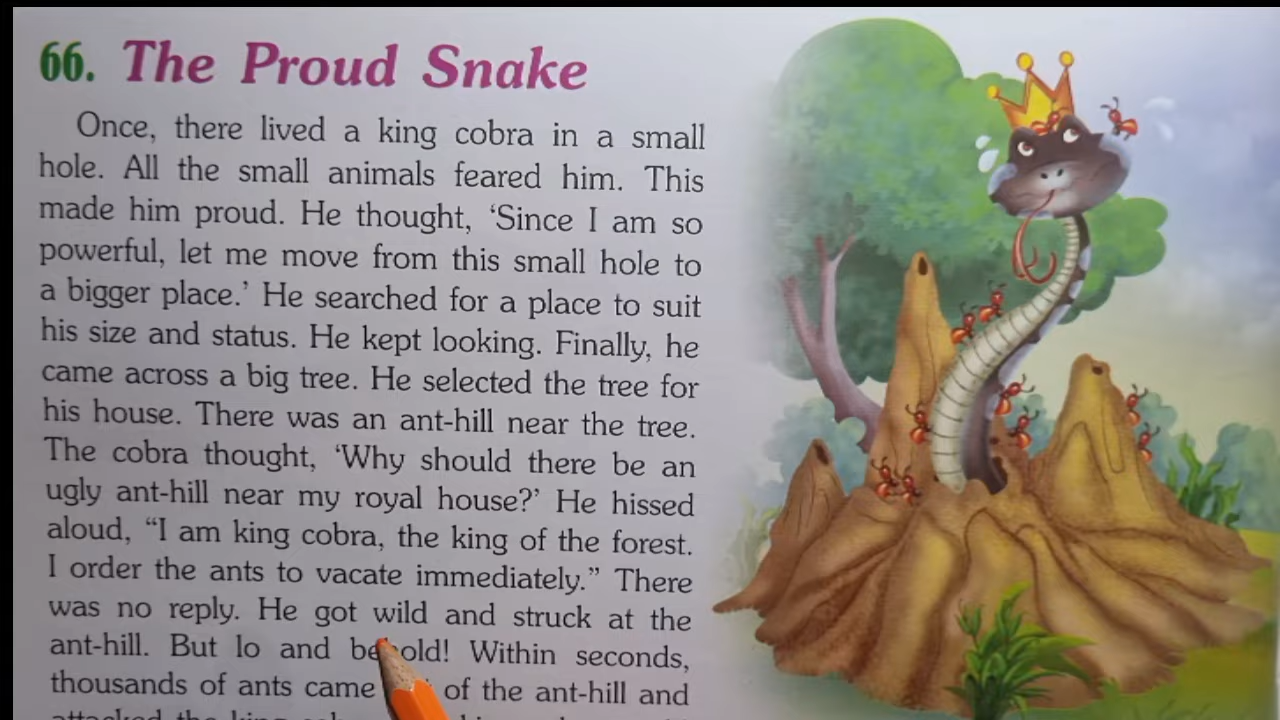 66. The Proud Snake
Once, there lived a king cobra in a small
hole. All the small animals feared him. This
made him proud. He thought, ‘Since I am so
powerful, let me move from this small hole to
a bigger place.’ He searched for a place to suit
his size and status. He kept looking. Finally, he
came across a big tree. He selected the tree for
his house. There was an ant-hill near the tree.
The cobra thought, ‘Why should there be an
ugly ant-hill near my royal house?’ He hissed
aloud, “I am king cobra, the king of the forest.
I order the ants to vacate immediately.” There
was no reply. He got wild and struck at the
ant-hill. But lo and behold! Within seconds,
thousands of ants came of the ant-hill and
attacked the king